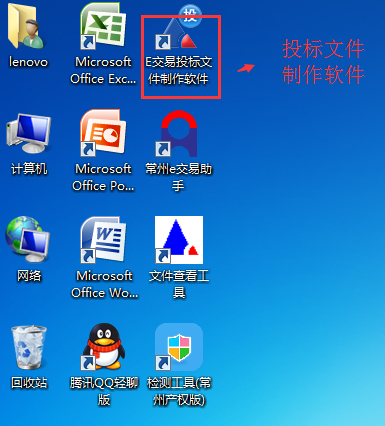 投
lenovo
Microsoft
Office Exc...
E交易投标文
件制作软件
投标文件
制作软件
计算机
Microsoft
Office Po...
常州e交易助
手
网络
Microsoft
Office Wo...
文件查看工
具
回收站
腾讯QQ轻聊
版
检测工具(常
州产权版)